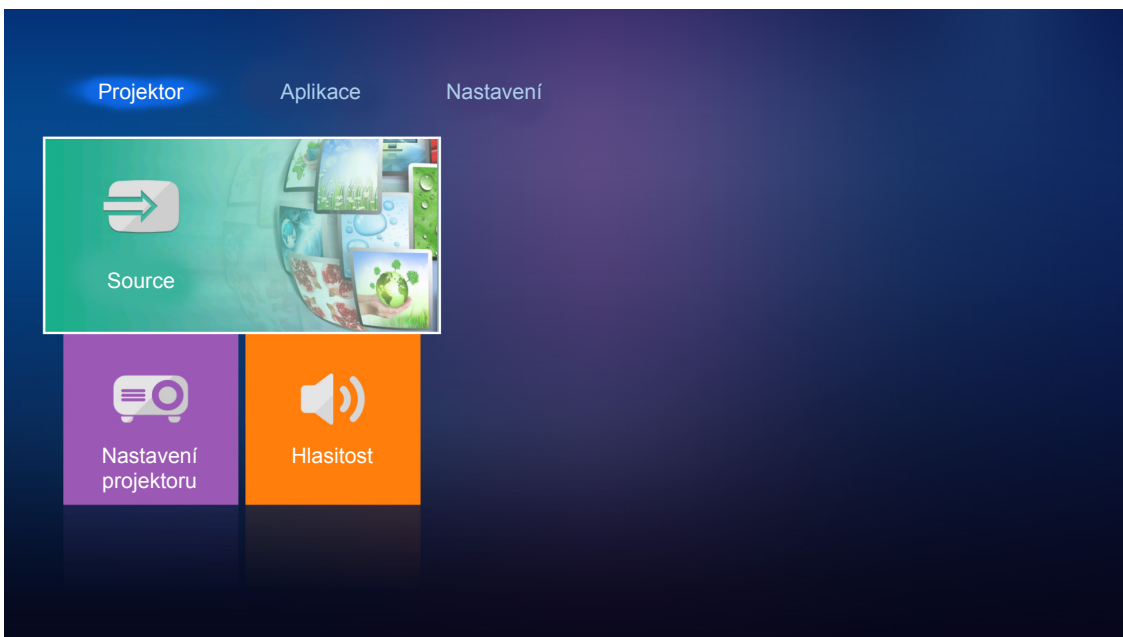 Projektor Aplikace Nastavení
Source
Nastavení Hlasitost
projektoru